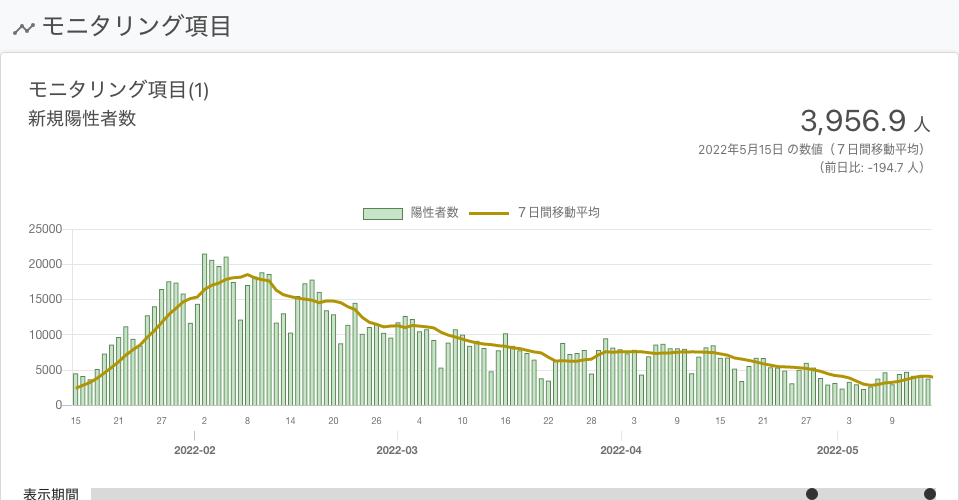 モニタリング項目
モニタリング項目(1)
新規陽性者数
3,956.9 人
2022年5月15日 の数値（７日間移動平均）
（前日比: -194.7 人）
陽性者数 ７日間移動平均
25000
20000
15000
10000
5000
0
15 21 27 2 8 14 20 26 4 10 16 22 28 3 9 15 21 27 3 9
2022-02 2022-03 2022-04 2022-05
表示期間